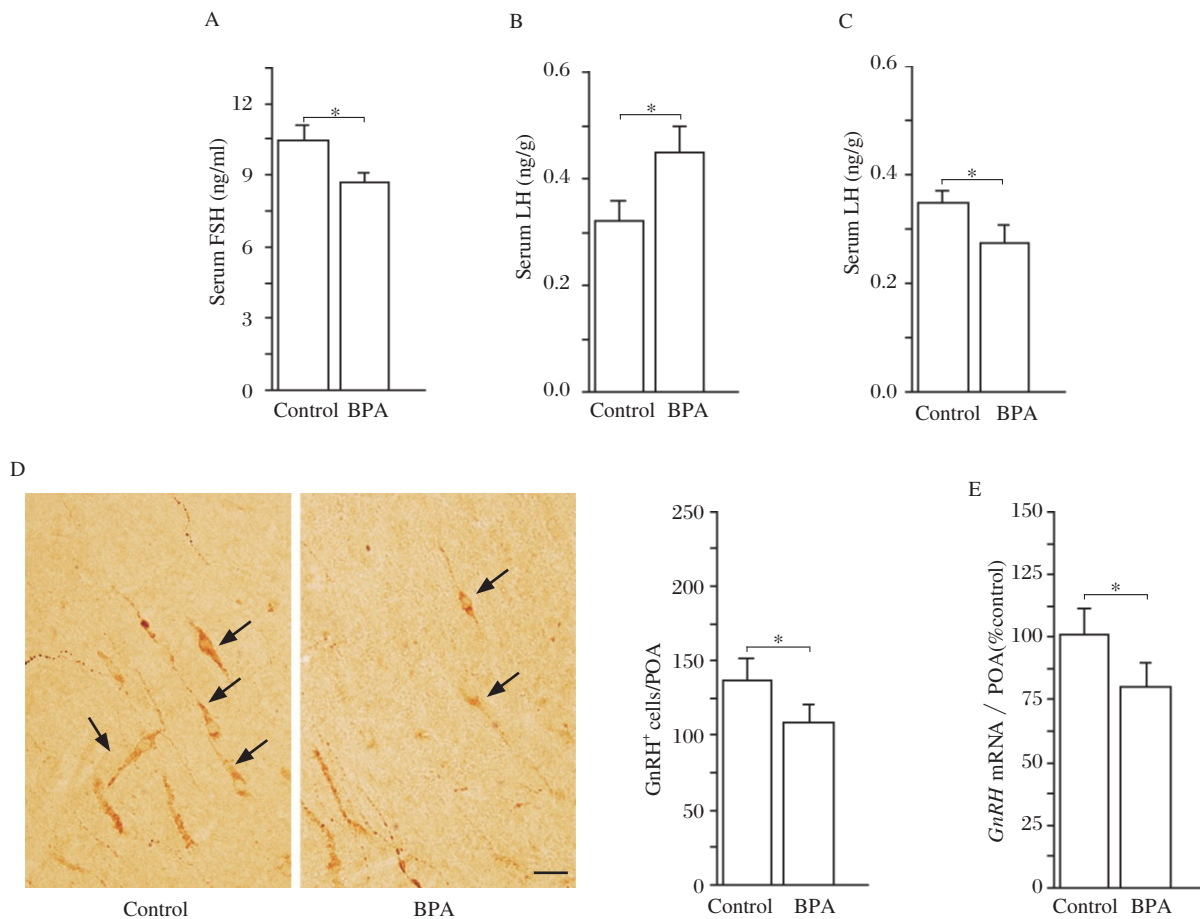 A
Serum FSH (ng/ml)
12
9
6
3
0
*
Control BPA
B
Serum LH (ng/g)
0.6
0.4
0.2
0.0
*
Control BPA
C
Serum LH (ng/g)
0.6
0.4
0.2
0.0
*
Control BPA
D
Control
BPA
GnRH⁺ cells/POA
250
200
150
100
50
0
*
Control BPA
E
GnRH mRNA / POA(%control)
150
125
100
75
50
25
0
*
Control BPA